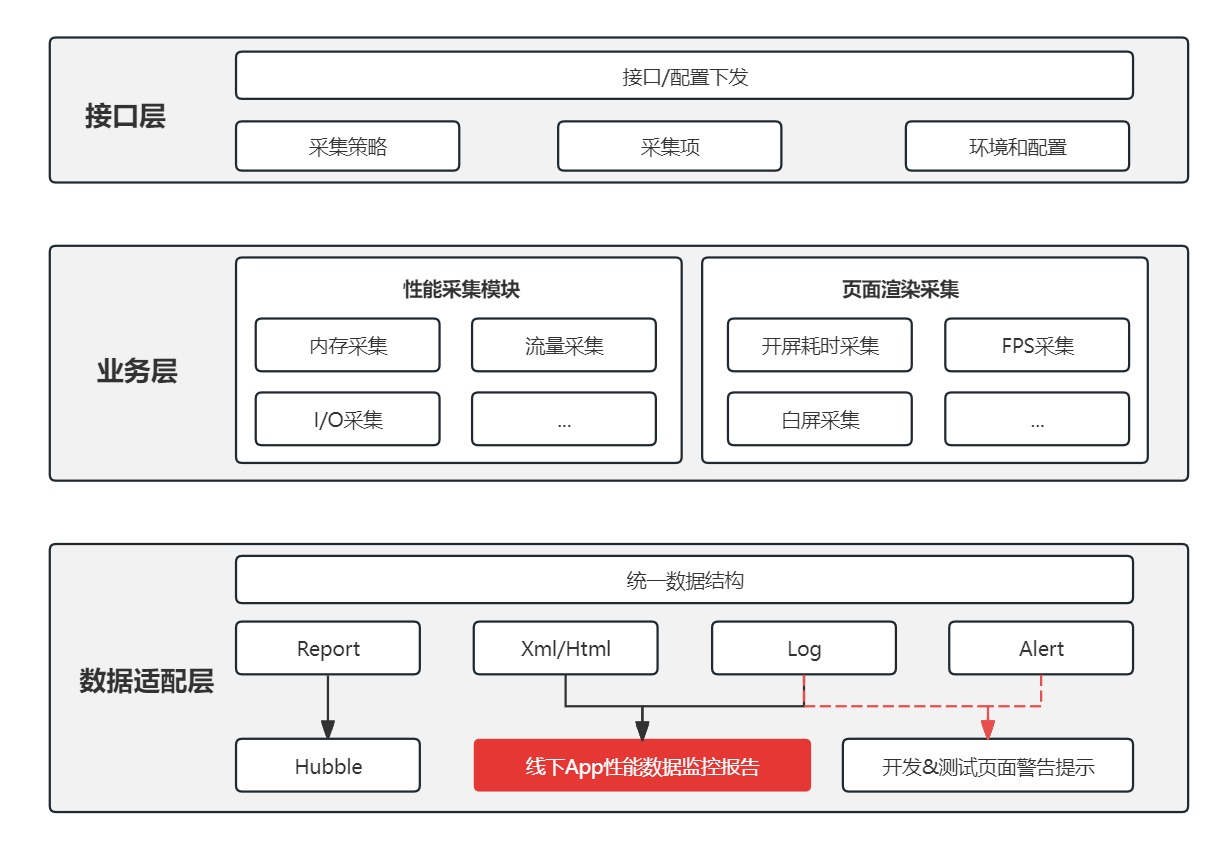 接口层
接口/配置下发
采集策略
采集项
环境和配置
业务层
性能采集模块
内存采集
流量采集
I/O采集
...
页面渲染采集
开屏耗时采集
FPS采集
白屏采集
...
数据适配层
统一数据结构
Report
Xml/Html
Log
Alert
Hubble
线下App性能数据监控报告
开发&测试页面警告提示